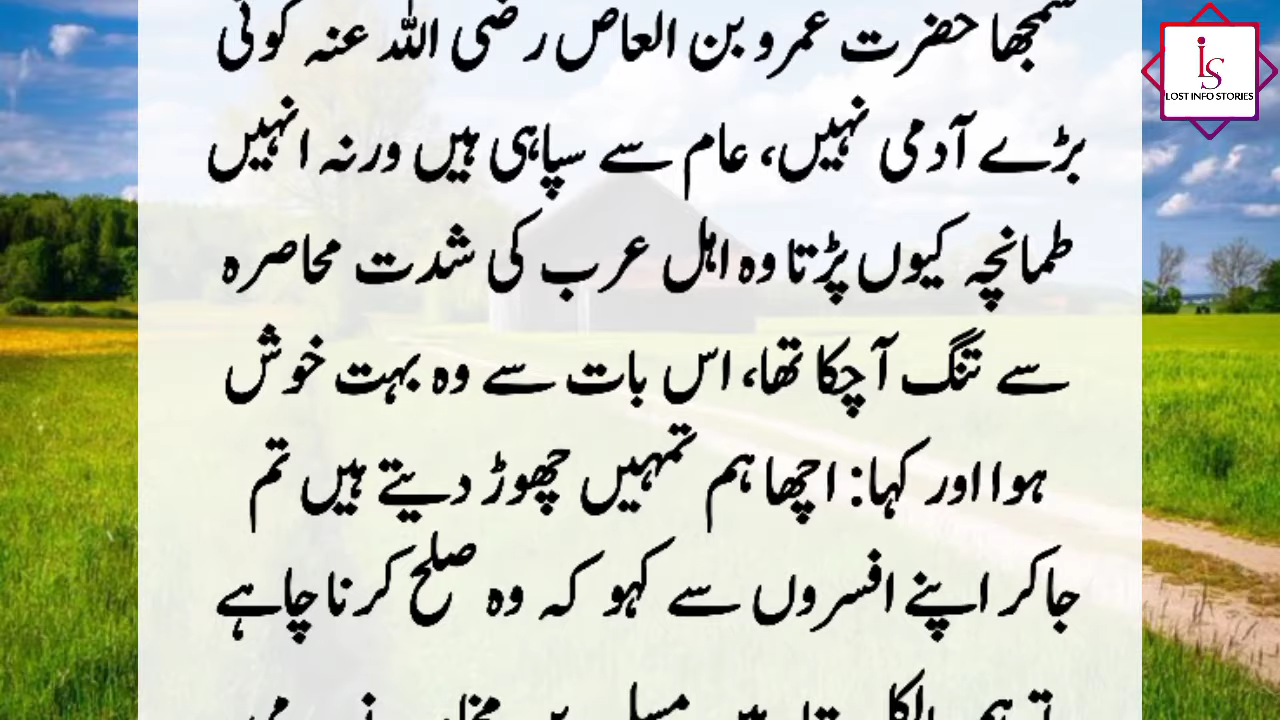 سمجھا حضرت عمرو بن العاص رضی اللہ عنہ کوئی
بڑے آدمی نہیں، عام سے سپاہی ہیں ورنہ انہیں
طمانچہ کیوں پڑتا وہ اہل عرب کی شدت محاصرہ
سے تنگ آ چکا تھا، اس بات سے وہ بہت خوش
ہوا اور کہا: اچھا ہم تمہیں چھوڑ دیتے ہیں تم
جا کر اپنے افسروں سے کہو کہ وہ صلح کرنا چاہے
IS
LOST INFO STORIES